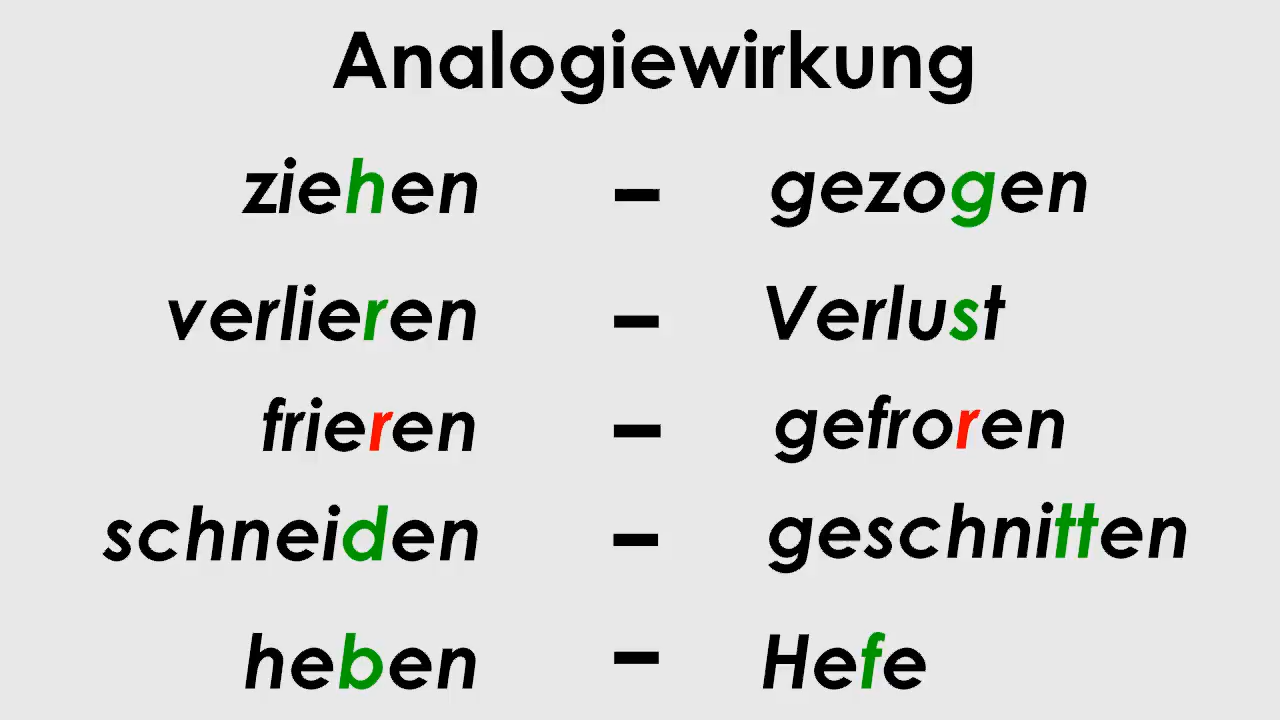 Analogiewirkung
ziehen – gezogen
verlieren – Verlust
frieren – gefroren
schneiden – geschnitten
heben – Hefe